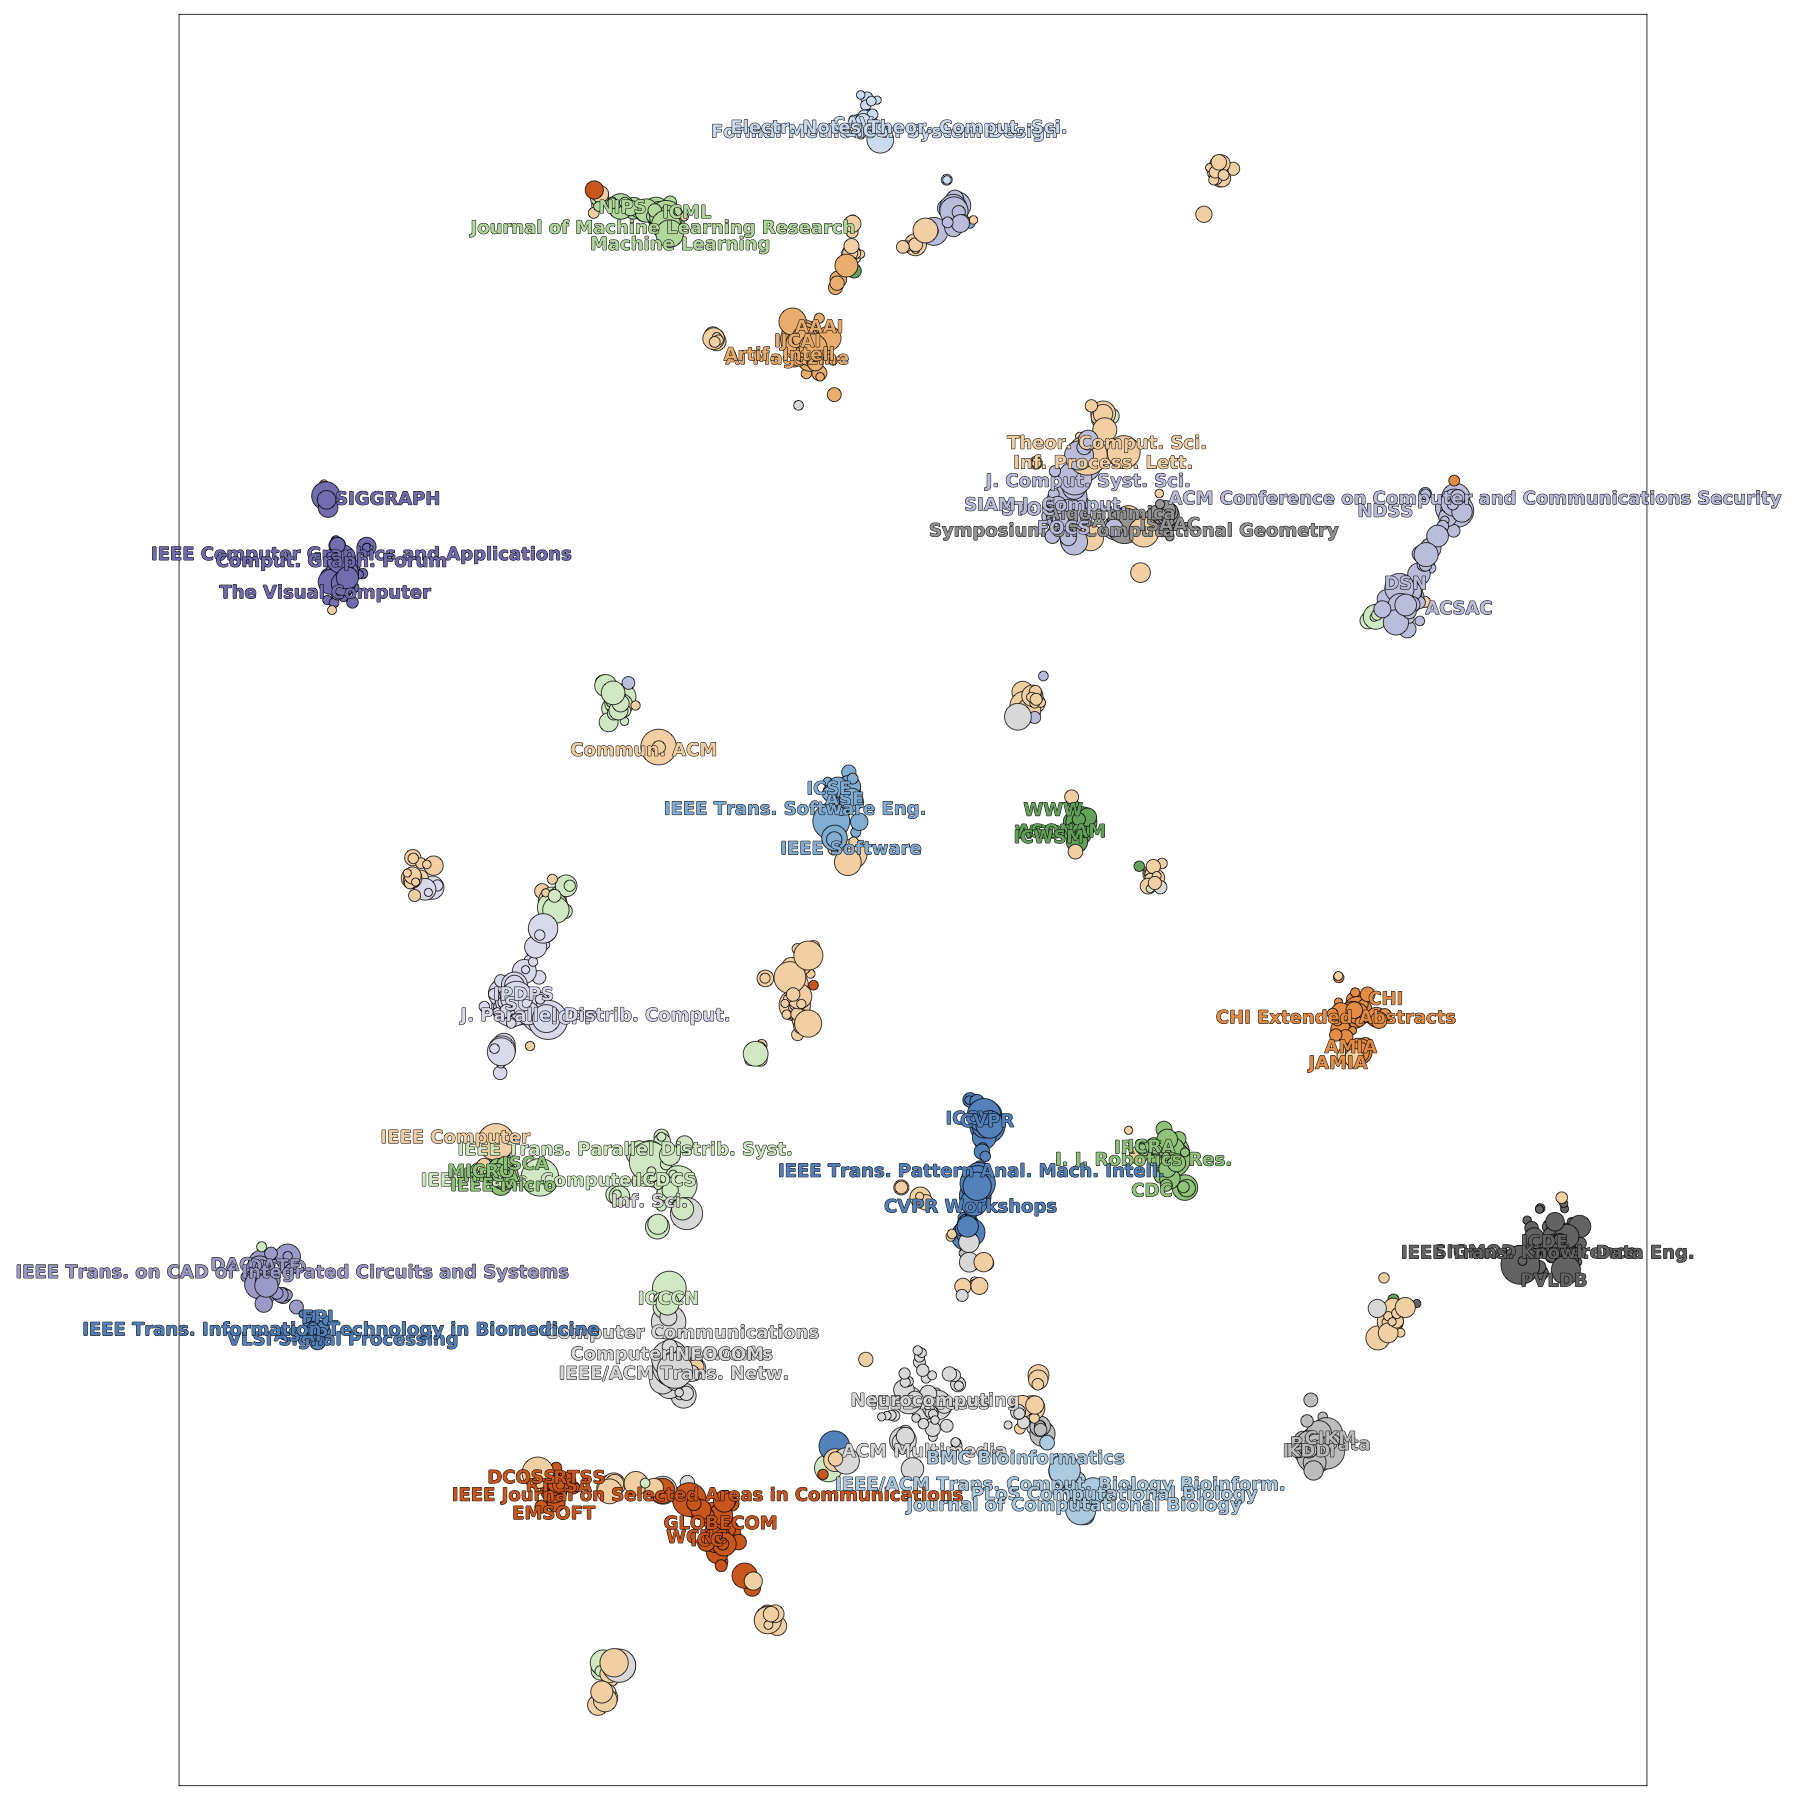 Electr. Notes Theor. Comput. Sci.
Formal Methods in System Design
CAV
NIPS
ICML
Journal of Machine Learning Research
Machine Learning
AAAI
IJCAI
Artif. Intell.
AI Magazine
Theor. Comput. Sci.
Inf. Process. Lett.
J. Comput. Syst. Sci.
SIAM J. Comput.
STOC
Algorithmica
FOCS
ISAAC
Symposium on Computational Geometry
ACM Conference on Computer and Communications Security
NDSS
DSN
ACSAC
SIGGRAPH
IEEE Computer Graphics and Applications
Comput. Graph. Forum
The Visual Computer
Commun. ACM
ICSE
ASE
IEEE Trans. Software Eng.
IEEE Software
WWW
ASONAM
ICWSM
IPDPS
J. Parallel Distrib. Comput.
CHI
CHI Extended Abstracts
AMIA
JAMIA
ICCV
CVPR
IEEE Trans. Pattern Anal. Mach. Intell.
CVPR Workshops
ICRA
I. J. Robotics Res.
CDC
IEEE Computer
IEEE Trans. Parallel Distrib. Syst.
ISCA
MICRO
IEEE Micro
IEEE Trans. Computers
ICDCS
Inf. Sci.
ICDE
IEEE Trans. Knowl. Data Eng.
SIGMOD Conference
PVLDB
DAC
DATE
IEEE Trans. on CAD of Integrated Circuits and Systems
IEEE Trans. Information Technology in Biomedicine
VLSI Signal Processing
ICCCN
Computer Communications
Computer Networks
INFOCOM
IEEE/ACM Trans. Netw.
Neurocomputing
ACM Multimedia
CIKM
KDD
BMC Bioinformatics
IEEE/ACM Trans. Comput. Biology Bioinform.
PLoS Computational Biology
Journal of Computational Biology
DCOSS
RTSS
RTCSA
IEEE Journal on Selected Areas in Communications
EMSOFT
GLOBECOM
WCNC
ICC